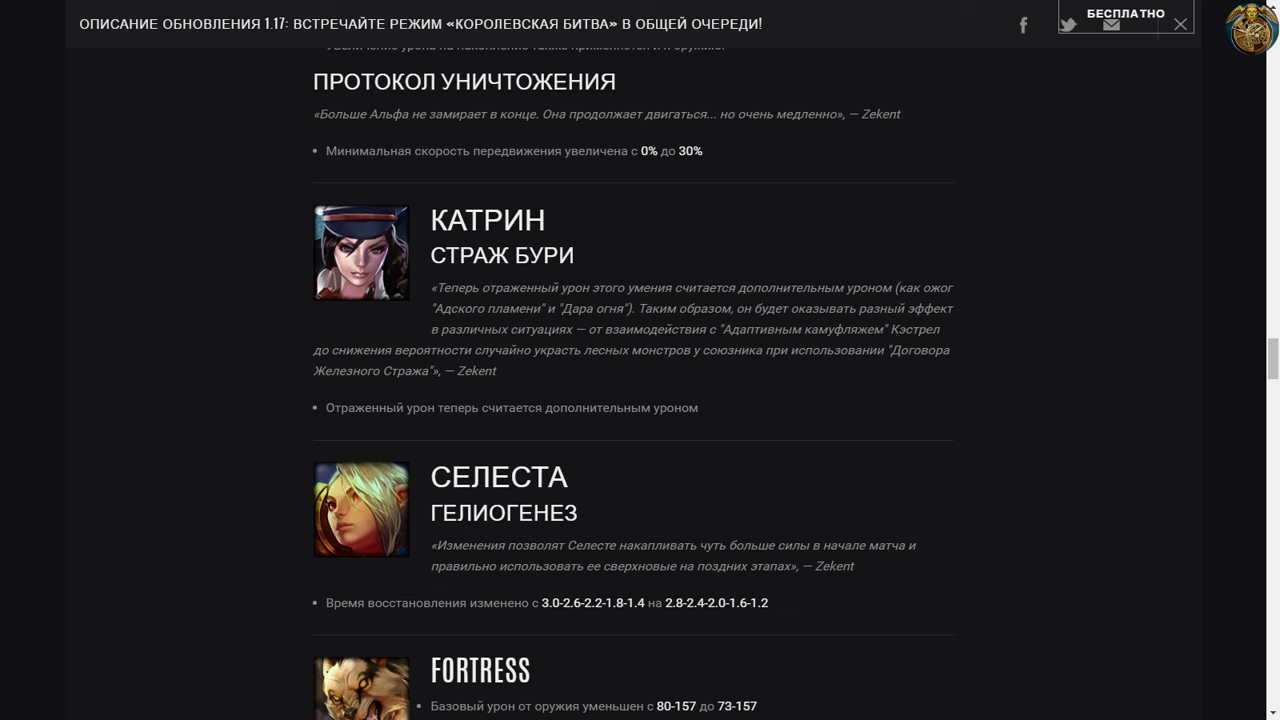 ОПИСАНИЕ ОБНОВЛЕНИЯ 1.17: ВСТРЕЧАЙТЕ РЕЖИМ «КОРОЛЕВСКАЯ БИТВА» В ОБЩЕЙ ОЧЕРЕДИ!
БЕСПЛАТНО
ПРОТОКОЛ УНИЧТОЖЕНИЯ
«Больше Альфа не замирает в конце. Она продолжает двигаться... но очень медленно», — Zekent
• Минимальная скорость передвижения увеличена с 0% до 30%
КАТРИН
СТРАЖ БУРИ
«Теперь отраженный урон этого умения считается дополнительным уроном (как ожог
"Адского пламени" и "Дара огня"). Таким образом, он будет оказывать разный эффект
в различных ситуациях — от взаимодействия с "Адаптивным камуфляжем" Кэстрел
до снижения вероятности случайно украсть лесных монстров у союзника при использовании "Договора
Железного Стража"», — Zekent
• Отраженный урон теперь считается дополнительным уроном
СЕЛЕСТА
ГЕЛИОГЕНЕЗ
«Изменения позволят Селесте накапливать чуть больше силы в начале матча и
правильно использовать ее сверхновые на поздних этапах», — Zekent
• Время восстановления изменено с 3.0-2.6-2.2-1.8-1.4 на 2.8-2.4-2.0-1.6-1.2
FORTRESS
• Базовый урон от оружия уменьшен с 80-157 до 73-157